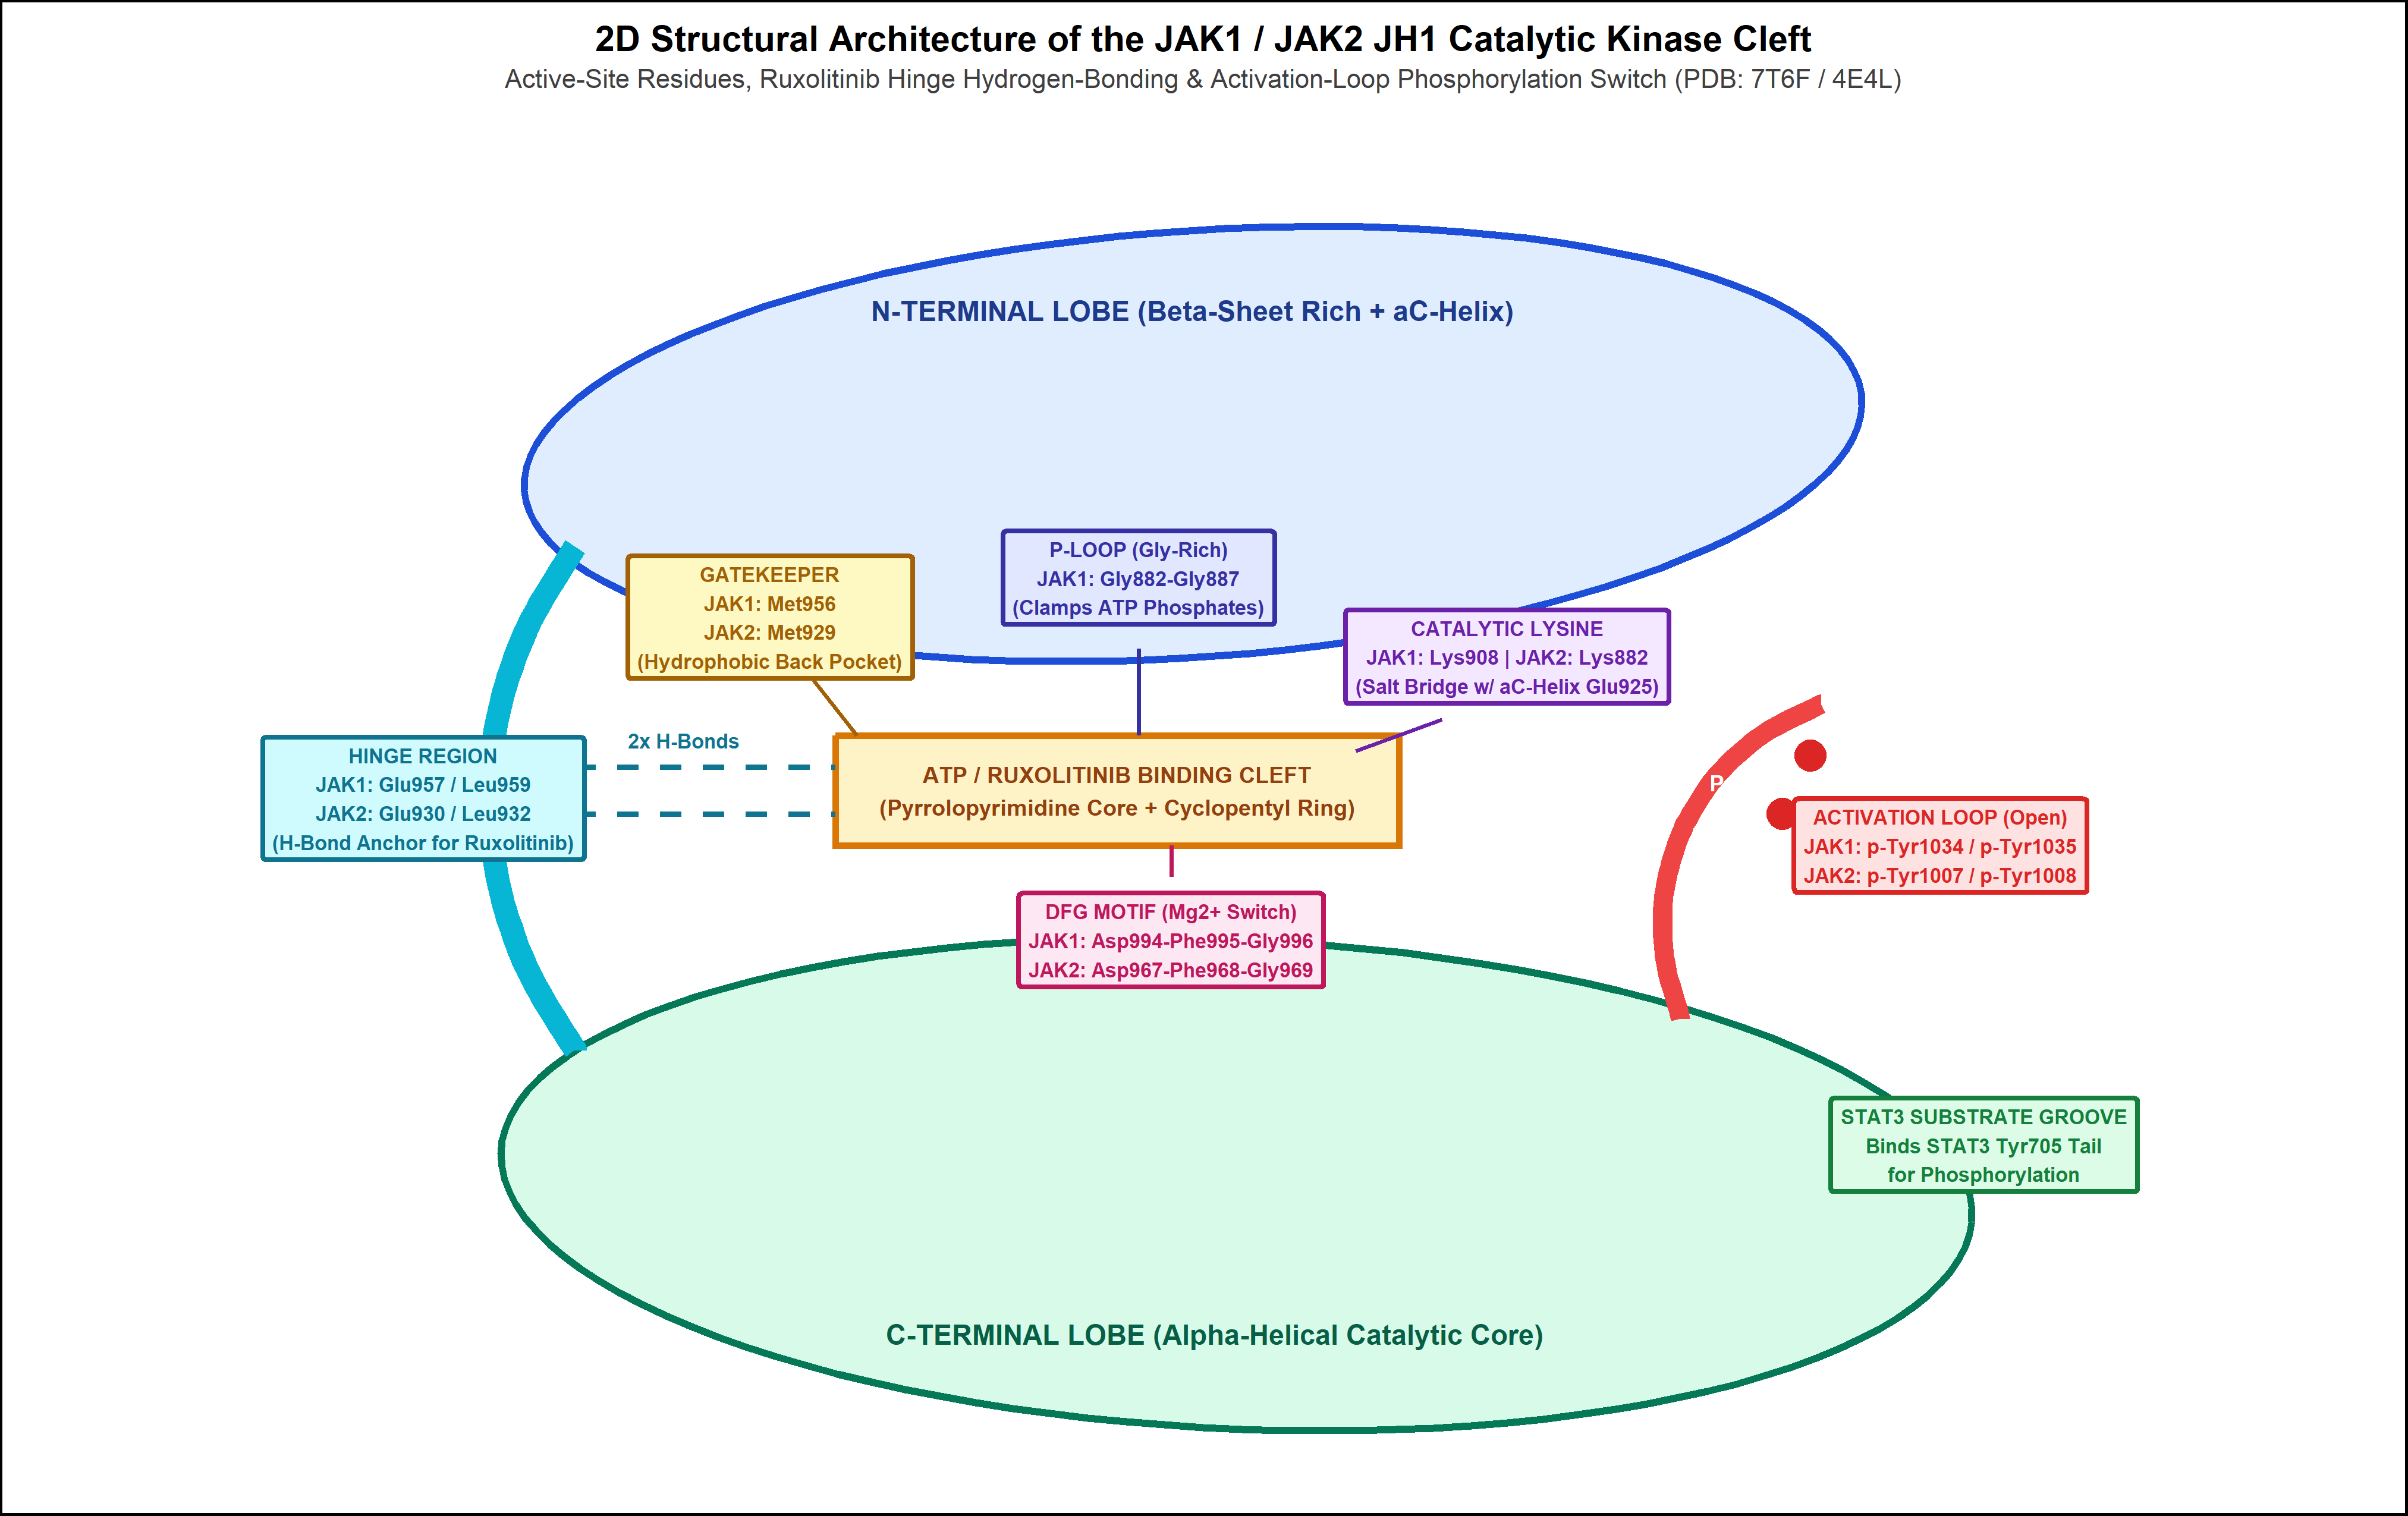 2D Structural Architecture of the JAK1 / JAK2 JH1 Catalytic Kinase Cleft
Active-Site Residues, Ruxolitinib Hinge Hydrogen-Bonding & Activation-Loop Phosphorylation Switch (PDB: 7T6F / 4E4L)
N-TERMINAL LOBE (Beta-Sheet Rich + aC-Helix)
P-LOOP (Gly-Rich)
JAK1: Gly882-Gly887
(Clamps ATP Phosphates)
GATEKEEPER
JAK1: Met956
JAK2: Met929
(Hydrophobic Back Pocket)
CATALYTIC LYSINE
JAK1: Lys908 | JAK2: Lys882
(Salt Bridge w/ aC-Helix Glu925)
HINGE REGION
JAK1: Glu957 / Leu959
JAK2: Glu930 / Leu932
(H-Bond Anchor for Ruxolitinib)
2x H-Bonds
ATP / RUXOLITINIB BINDING CLEFT
(Pyrrolopyrimidine Core + Cyclopentyl Ring)
P
ACTIVATION LOOP (Open)
JAK1: p-Tyr1034 / p-Tyr1035
JAK2: p-Tyr1007 / p-Tyr1008
DFG MOTIF (Mg2+ Switch)
JAK1: Asp994-Phe995-Gly996
JAK2: Asp967-Phe968-Gly969
STAT3 SUBSTRATE GROOVE
Binds STAT3 Tyr705 Tail
for Phosphorylation
C-TERMINAL LOBE (Alpha-Helical Catalytic Core)